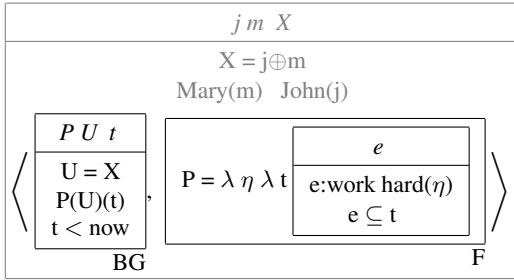 j m X
X = j⊕m
Mary(m) John(j)
P U t
U = X
P(U)(t)
t < now
BG
,
P = λ η λ t
e
e:work hard(η)
e ⊆ t
F